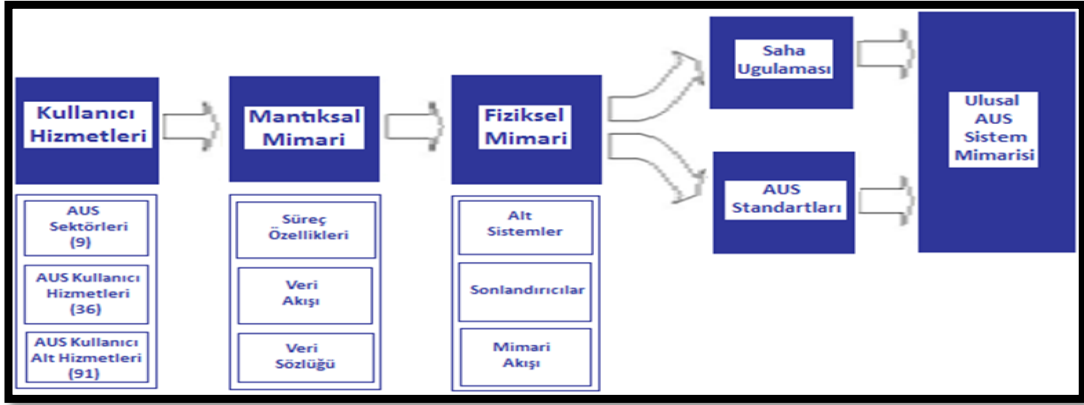 Kullanıcı
Hizmetleri
AUS
Sektörleri
(9)
AUS Kullanıcı
Hizmetleri
(36)
AUS Kullanıcı
Alt Hizmetleri
(91)
Mantıksal
Mimari
Süreç
Özellikleri
Veri
Akışı
Veri
Sözlüğü
Fiziksel
Mimari
Alt
Sistemler
Sonlandırıcılar
Mimari
Akışı
Saha
Ugulaması
AUS
Standartları
Ulusal
AUS
Sistem
Mimarisi